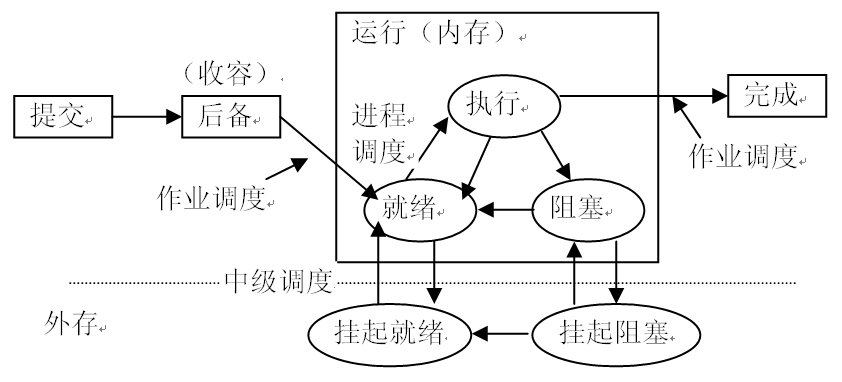 运行（内存）
（收容）
提交
后备
执行
完成
进程
调度
作业调度
作业调度
就绪
阻塞
中级调度
外存
挂起就绪
挂起阻塞